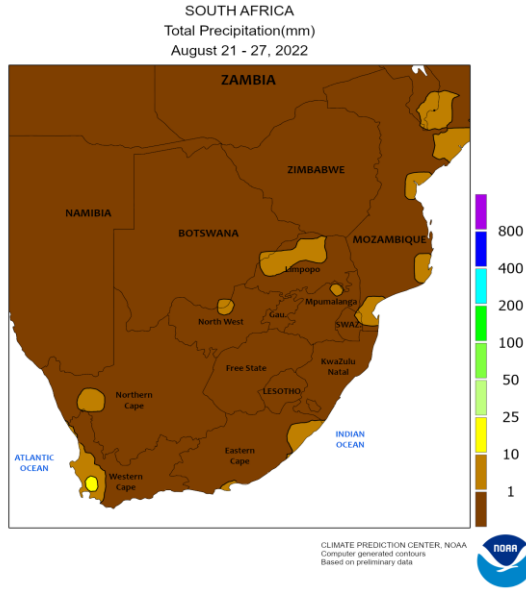 SOUTH AFRICA
Total Precipitation(mm)
August 21 - 27, 2022
ZAMBIA
ZIMBABWE
NAMIBIA
BOTSWANA
MOZAMBIQUE
Limpopo
Mpumalanga
North West
Gau.
SWAZ.
Free State
KwaZulu
Natal
LESOTHO
Northern
Cape
Eastern
Cape
Western
Cape
ATLANTIC
OCEAN
INDIAN
OCEAN
800
400
200
100
50
25
10
1
CLIMATE PREDICTION CENTER, NOAA
Computer generated contours
Based on preliminary data
NOAA